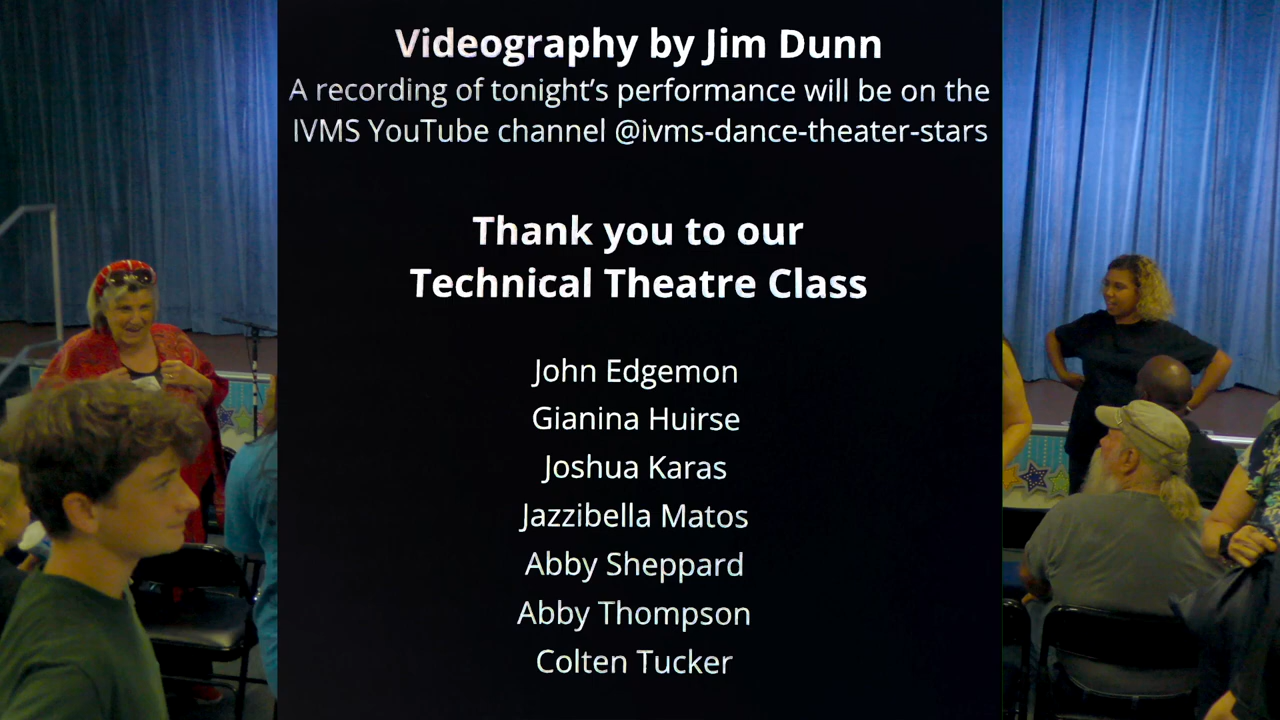 Videography by Jim Dunn
A recording of tonight’s performance will be on the
IVMS YouTube channel @ivms-dance-theater-stars
Thank you to our
Technical Theatre Class
John Edgemon
Gianina Huirse
Joshua Karas
Jazzibella Matos
Abby Sheppard
Abby Thompson
Colten Tucker